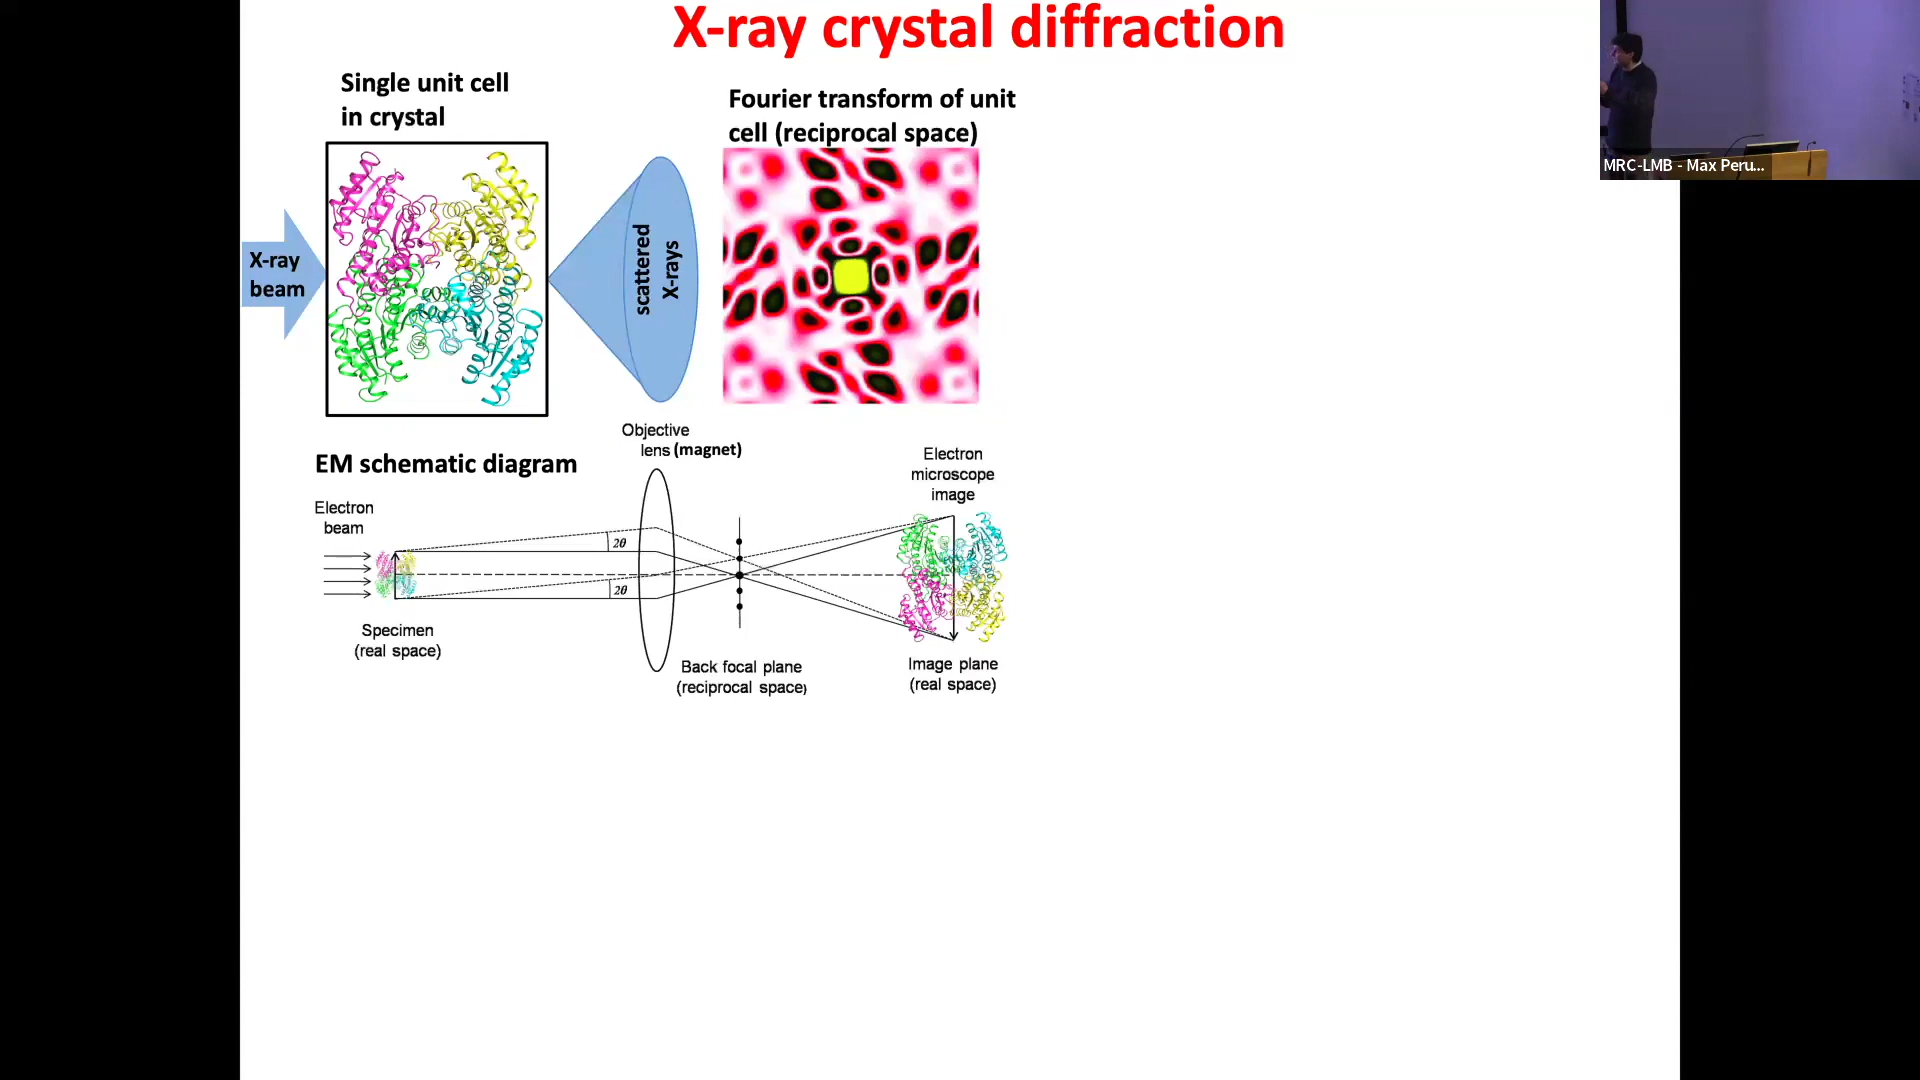 X-ray crystal diffraction
Single unit cell
in crystal
Fourier transform of unit
cell (reciprocal space)
X-ray
beam
scattered
X-rays
MRC-LMB - Max Peru...
Objective
lens (magnet)
EM schematic diagram
Electron
microscope
image
Electron
beam
2θ
2θ
Specimen
(real space)
Back focal plane
(reciprocal space)
Image plane
(real space)